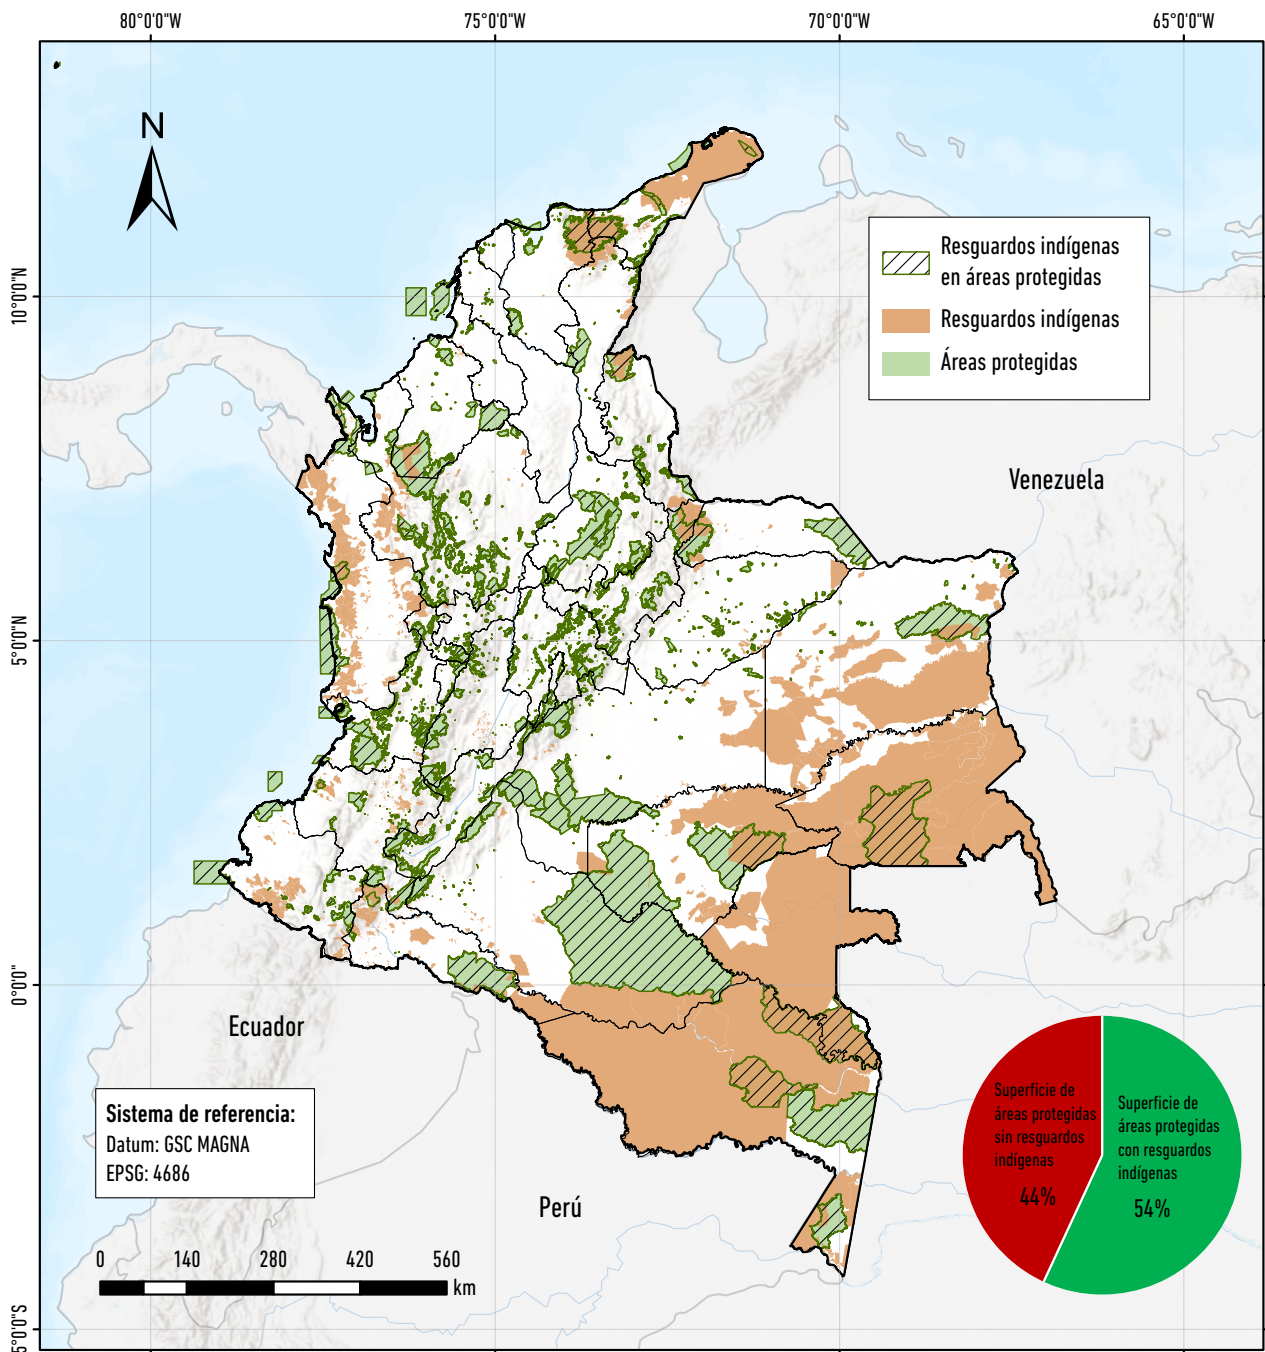 80°0'0"W
75°0'0"W
70°0'0"W
65°0'0"W
N
10°0'0"N
5°0'0"N
0°0'0"
5°0'0"S
Resguardos indígenas
en áreas protegidas
Resguardos indígenas
Áreas protegidas
Venezuela
Ecuador
Perú
Sistema de referencia:
Datum: GSC MAGNA
EPSG: 4686
0 140 280 420 560
km
Superficie de
áreas protegidas
sin resguardos
indígenas
44%
Superficie de
áreas protegidas
con resguardos
indígenas
54%